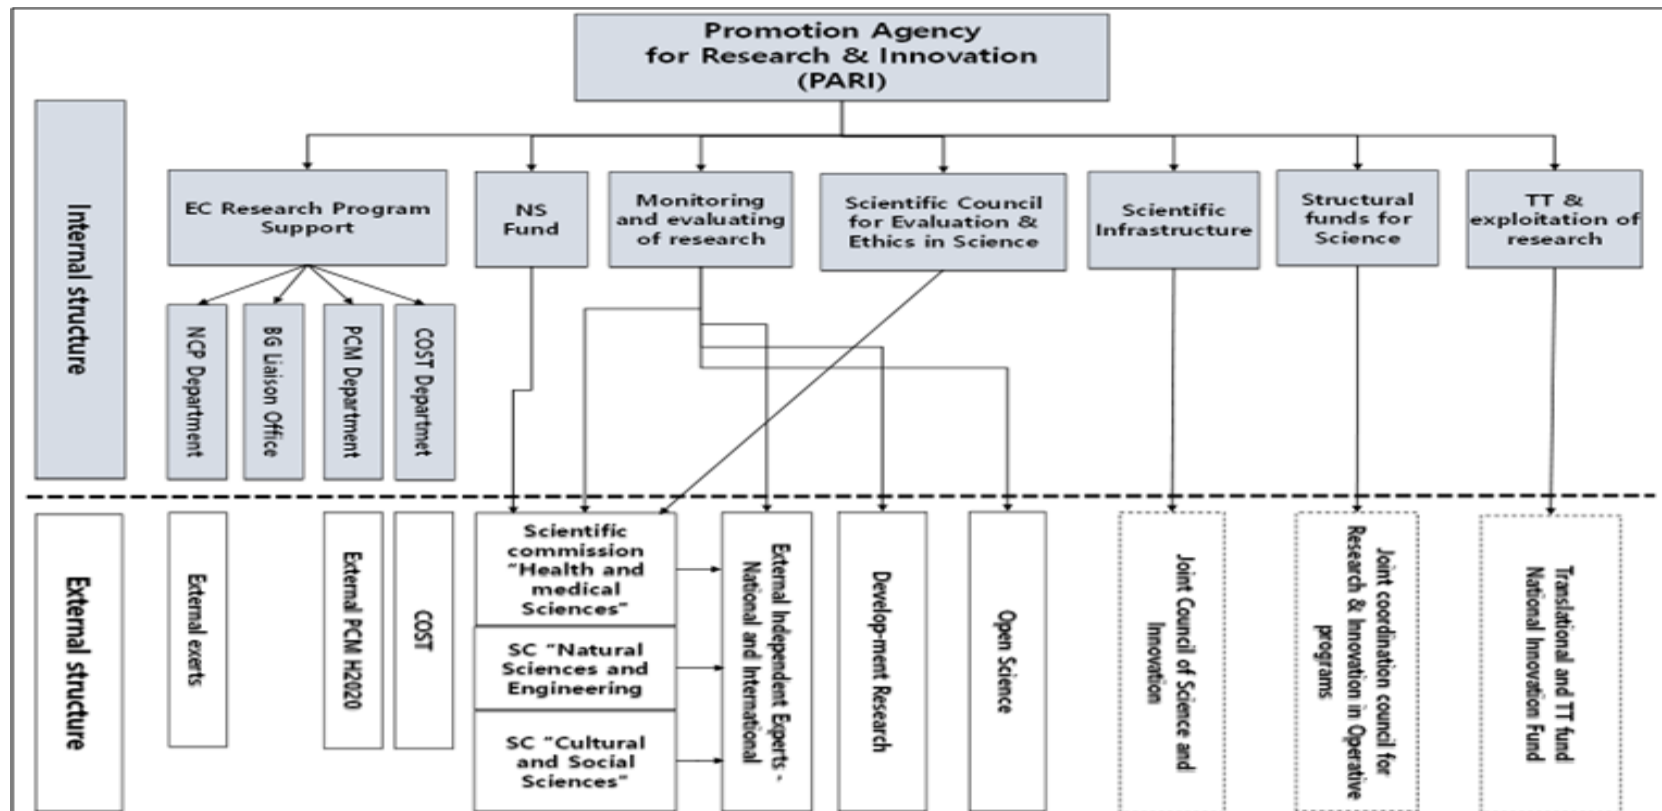 Promotion Agency
for Research & Innovation
(PARI)
Internal structure
EC Research Program
Support
NS
Fund
Monitoring
and evaluating
of research
Scientific Council
for Evaluation &
Ethics in Science
Scientific
Infrastructure
Structural
funds for
Science
TT &
exploitation of
research
NCP Department
BG Liaison Office
PCM Department
COST Departmet
External structure
External exerts
External PCM H2020
COST
Scientific
commission
"Health and
medical
Sciences"
SC "Natural
Sciences and
Engineering
SC "Cultural
and Social
Sciences"
External Independent Experts -
National and International
Develop-ment Research
Open Science
Joint Council of Science and
Innovation
Joint coordination council for
Research & Innovation in Operative
programs
Translational and TT fund
National Innovation Fund